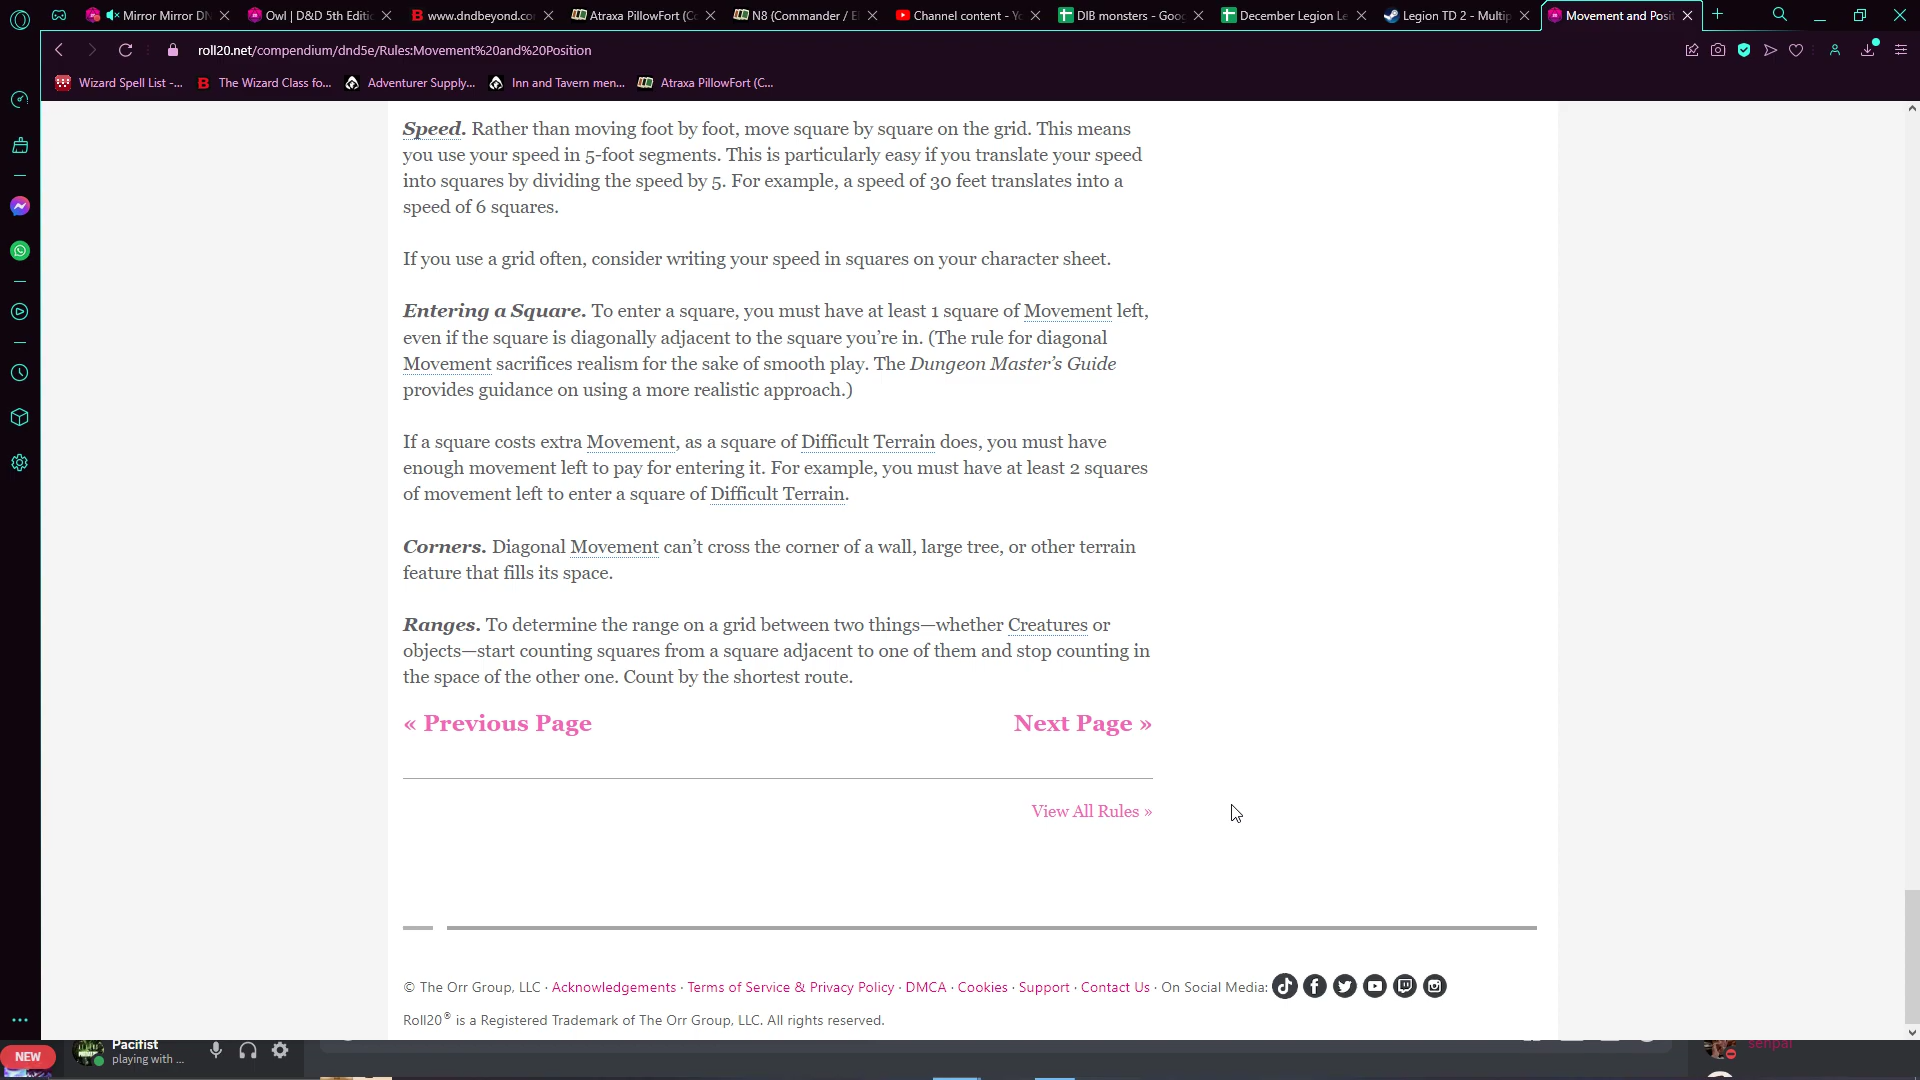 Mirror Mirror DN
Owl | D&D 5th Editi
www.dndbeyond.co
Atraxa PillowFort (Co
N8 (Commander / E
Channel content - Yo
DIB monsters - Goo
December Legion Le
Legion TD 2 - Multip
Movement and Posit
roll20.net/compendium/dnd5e/Rules:Movement%20and%20Position
Wizard Spell List -...
The Wizard Class fo...
Adventurer Supply...
Inn and Tavern men...
Atraxa PillowFort (C...
Speed. Rather than moving foot by foot, move square by square on the grid. This means
you use your speed in 5-foot segments. This is particularly easy if you translate your speed
into squares by dividing the speed by 5. For example, a speed of 30 feet translates into a
speed of 6 squares.
If you use a grid often, consider writing your speed in squares on your character sheet.
Entering a Square. To enter a square, you must have at least 1 square of Movement left,
even if the square is diagonally adjacent to the square you’re in. (The rule for diagonal
Movement sacrifices realism for the sake of smooth play. The Dungeon Master’s Guide
provides guidance on using a more realistic approach.)
If a square costs extra Movement, as a square of Difficult Terrain does, you must have
enough movement left to pay for entering it. For example, you must have at least 2 squares
of movement left to enter a square of Difficult Terrain.
Corners. Diagonal Movement can’t cross the corner of a wall, large tree, or other terrain
feature that fills its space.
Ranges. To determine the range on a grid between two things—whether Creatures or
objects—start counting squares from a square adjacent to one of them and stop counting in
the space of the other one. Count by the shortest route.
« Previous Page
Next Page »
View All Rules »
© The Orr Group, LLC · Acknowledgements · Terms of Service & Privacy Policy · DMCA · Cookies · Support · Contact Us · On Social Media:
Roll20® is a Registered Trademark of The Orr Group, LLC. All rights reserved.
NEW
Pacifist
playing with ...
senpai